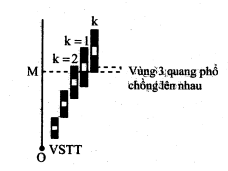 k
k = 1
k = 2
M
Vùng 3 quang phổ
chồng lên nhau
VSTT
O